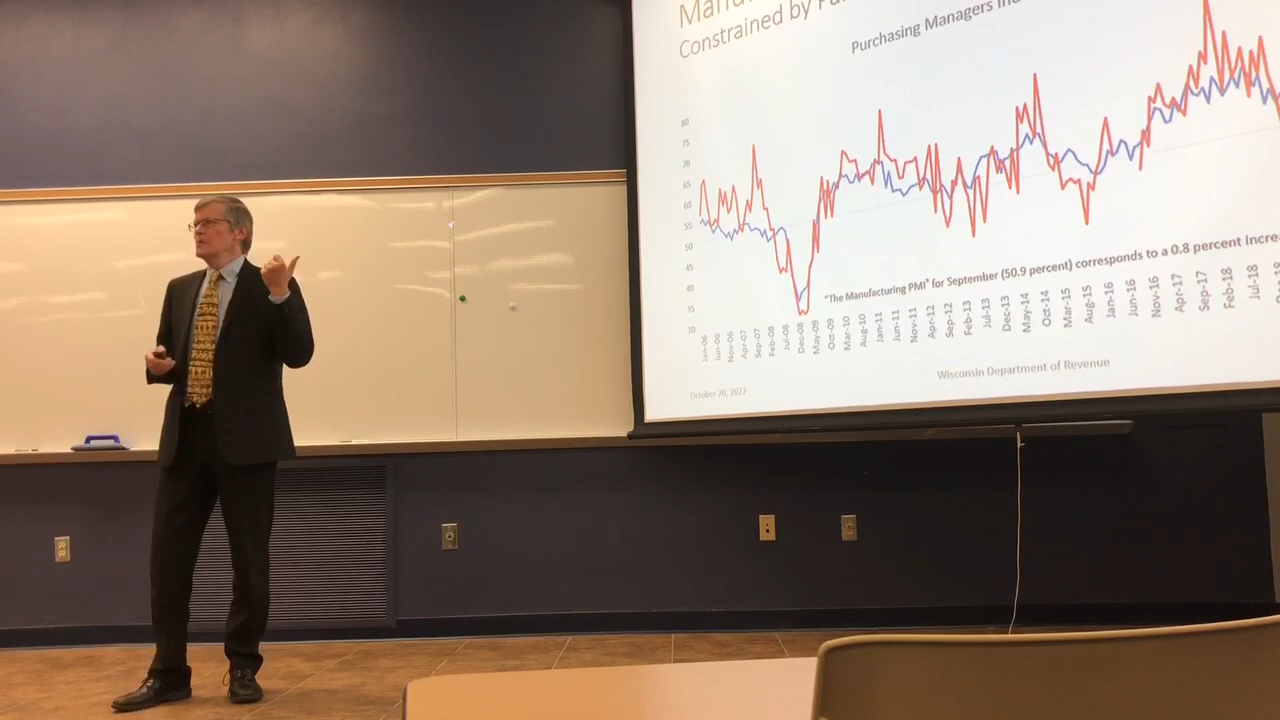 Manu
Constrained by
Purchasing Managers
80
75
70
65
60
55
50
45
40
35
30
"The Manufacturing PMI® for September (50.9 percent) corresponds to a 0.8 percent
Jan-06
Jun-06
Nov-06
Apr-07
Sep-07
Feb-08
Jul-08
Dec-08
May-09
Oct-09
Mar-10
Aug-10
Jan-11
Jun-11
Nov-11
Apr-12
Sep-12
Feb-13
Jul-13
Dec-13
May-14
Oct-14
Mar-15
Aug-15
Jan-16
Jun-16
Nov-16
Apr-17
Sep-17
Feb-18
Jul-18
Wisconsin Department of Revenue
October 20, 2022